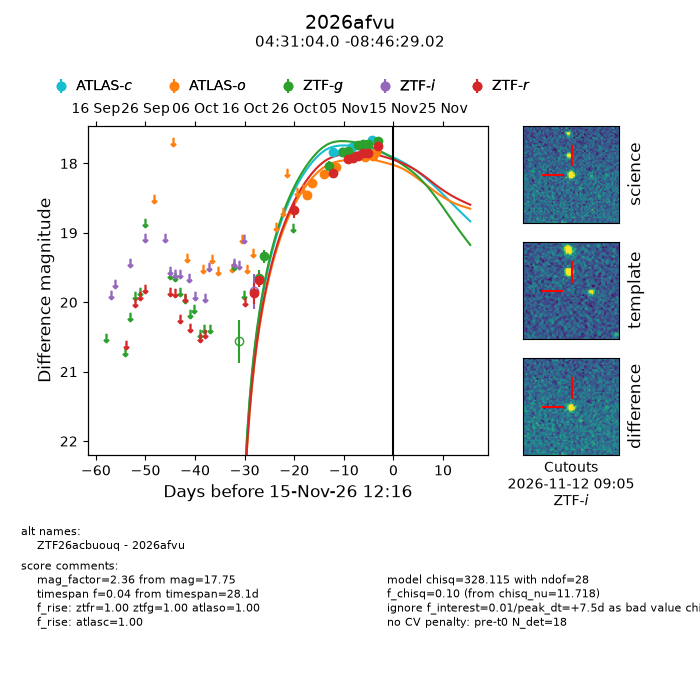 2026afvu
04:31:04.0 -08:46:29.02
ATLAS-c ATLAS-o ZTF-g ZTF-i ZTF-r
16 Sep 26 Sep 06 Oct 16 Oct 26 Oct 05 Nov 15 Nov 25 Nov
18
19
20
21
22
Difference magnitude
−60 −50 −40 −30 −20 −10 0 10
Days before 15-Nov-26 12:16
science
template
difference
Cutouts
2026-11-12 09:05
ZTF-i
alt names:
ZTF26acbuouq - 2026afvu
score comments:
mag_factor=2.36 from mag=17.75
timespan f=0.04 from timespan=28.1d
f_rise: ztfr=1.00 ztfg=1.00 atlaso=1.00
f_rise: atlasc=1.00
model chisq=328.115 with ndof=28
f_chisq=0.10 (from chisq_nu=11.718)
ignore f_interest=0.01/peak_dt=+7.5d as bad value chi
no CV penalty: pre-t0 N_det=18